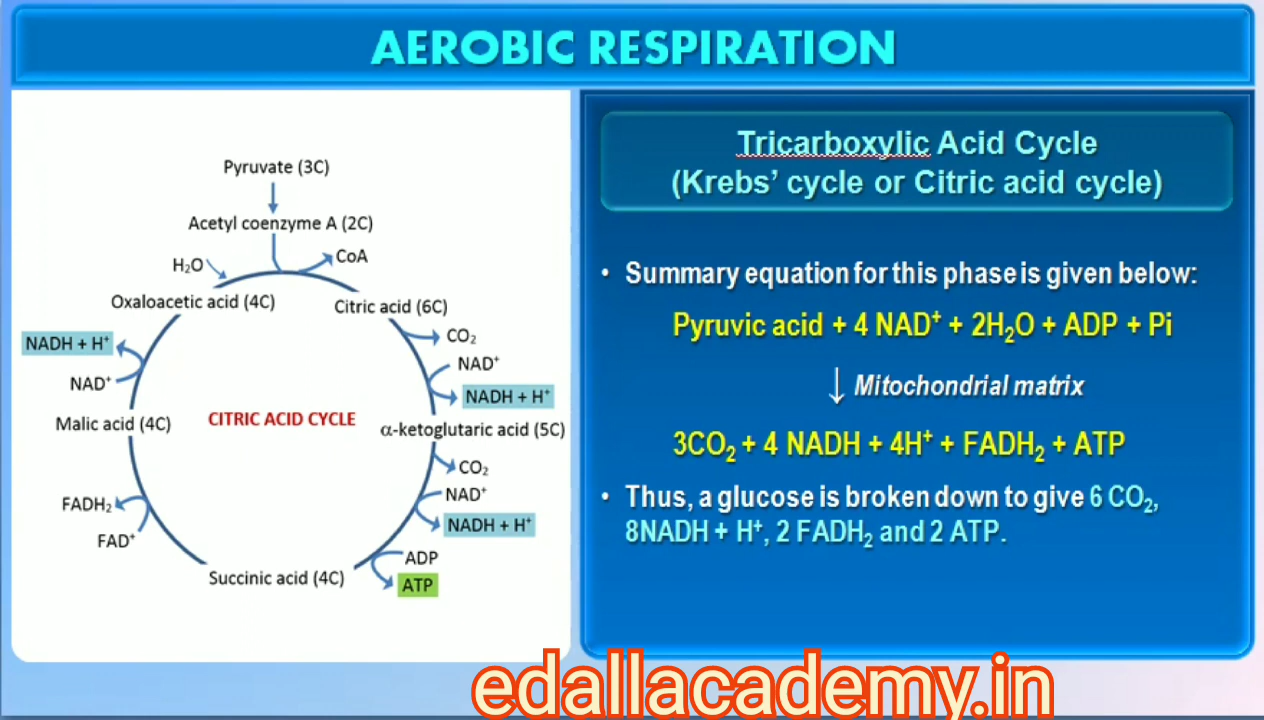 AEROBIC RESPIRATION
Pyruvate (3C)
Acetyl coenzyme A (2C)
CoA
H₂O
Oxaloacetic acid (4C)
Citric acid (6C)
CO₂
NADH + H⁺
NAD⁺
NAD⁺
NADH + H⁺
Malic acid (4C)
CITRIC ACID CYCLE
α-ketoglutaric acid (5C)
CO₂
NAD⁺
FADH₂
NADH + H⁺
FAD⁺
ADP
Succinic acid (4C)
ATP
Tricarboxylic Acid Cycle
(Krebs’ cycle or Citric acid cycle)
• Summary equation for this phase is given below:
Pyruvic acid + 4 NAD⁺ + 2H₂O + ADP + Pi
↓ Mitochondrial matrix
3CO₂ + 4 NADH + 4H⁺ + FADH₂ + ATP
• Thus, a glucose is broken down to give 6 CO₂,
8NADH + H⁺, 2 FADH₂ and 2 ATP.
edallacademy.in